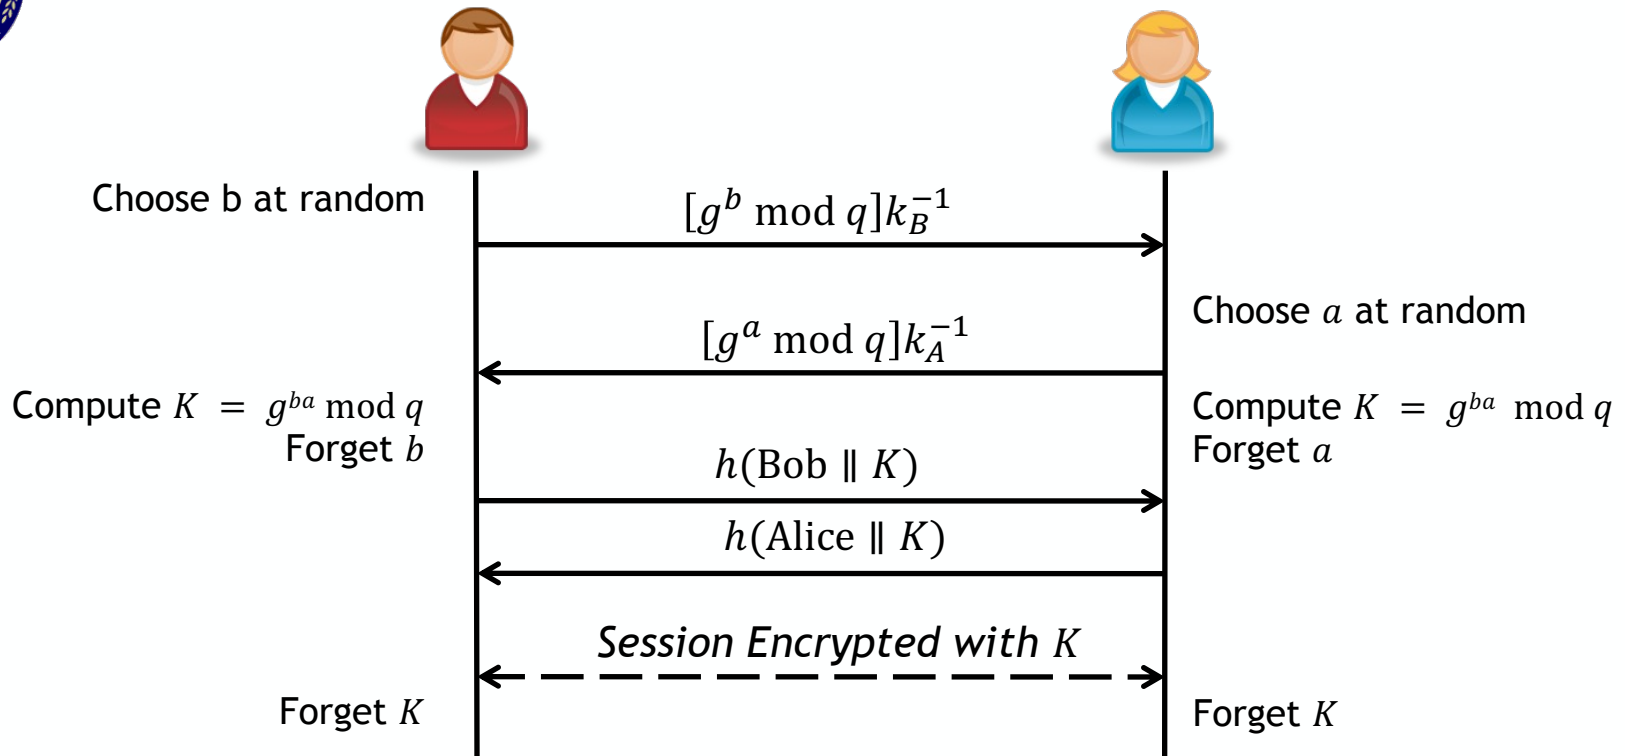 Choose b at random
[g^b mod q]k_B^{-1}
Choose a at random
[g^a mod q]k_A^{-1}
Compute K = g^{ba} mod q
Forget b
Compute K = g^{ba} mod q
Forget a
h(Bob ∥ K)
h(Alice ∥ K)
Session Encrypted with K
Forget K
Forget K